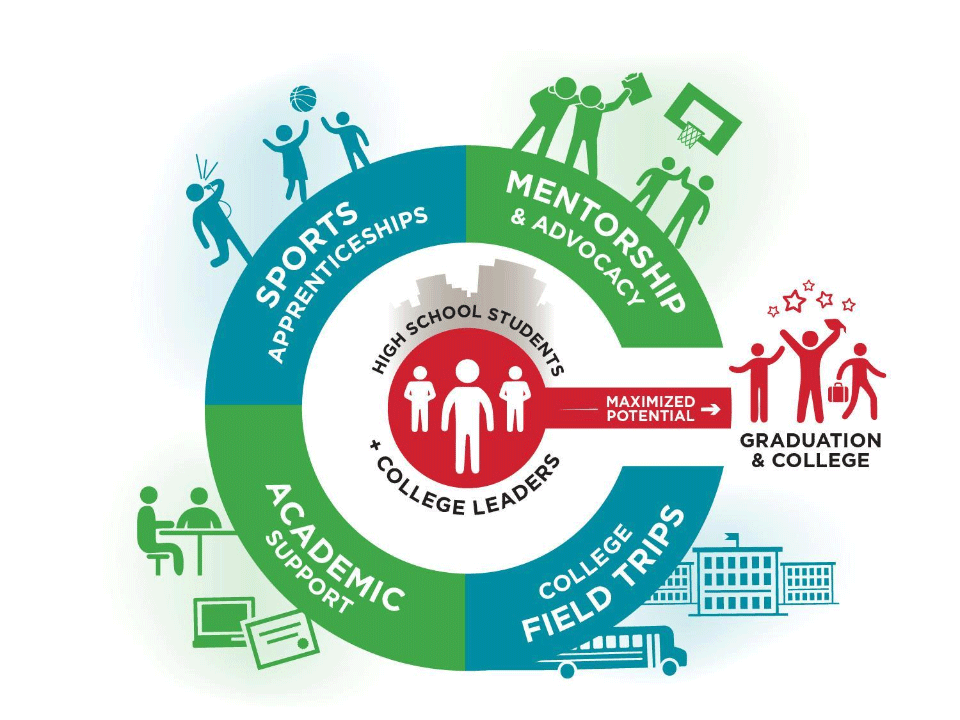 SPORTS
APPRENTICESHIPS
MENTORSHIP
& ADVOCACY
HIGH SCHOOL STUDENTS
+ COLLEGE LEADERS
MAXIMIZED
POTENTIAL →
GRADUATION
& COLLEGE
ACADEMIC
SUPPORT
COLLEGE
FIELD TRIPS